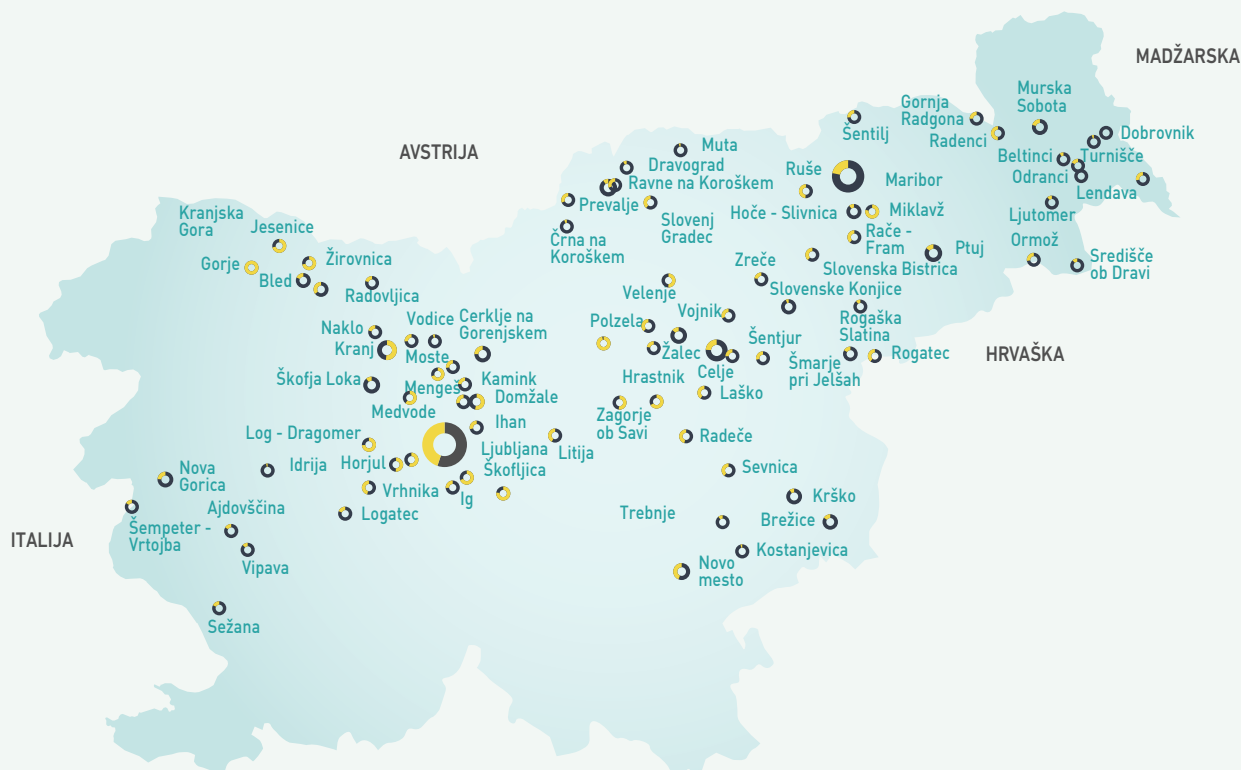 MADŽARSKA
Murska
Sobota
Gornja
Radgona
Šentilj
Radenci
Dobrovnik
Beltinci
Turnišče
Odranci
Lendava
Ljutomer
AVSTRIJA
Muta
Dravograd
Ravne na Koroškem
Prevalje
Ruše
Maribor
Slovenj
Gradec
Hoče - Slivnica
Miklavž
Črna na
Koroškem
Rače -
Fram
Ptuj
Ormož
Središče
ob Dravi
Kranjska
Gora
Jesenice
Gorje
Žirovnica
Bled
Radovljica
Zreče
Slovenska Bistrica
Velenje
Slovenske Konjice
Naklo
Vodice
Cerklje na
Gorenjskem
Polzela
Vojnik
Rogaška
Slatina
Kranj
Moste
Žalec
Celje
Šentjur
Šmarje
pri Jelšah
Rogatec
HRVAŠKA
Škofja Loka
Mengeš
Kamink
Domžale
Medvode
Hrastnik
Laško
Zagorje
ob Savi
Ihan
Log - Dragomer
Ljubljana
Litija
Radeče
Nova
Gorica
Idrija
Horjul
Škofljica
Sevnica
Vrhnika
Ig
Krško
Ajdovščina
Logatec
Trebnje
Brežice
ITALIJA
Šempeter -
Vrtojba
Vipava
Kostanjevica
Novo
mesto
Sežana